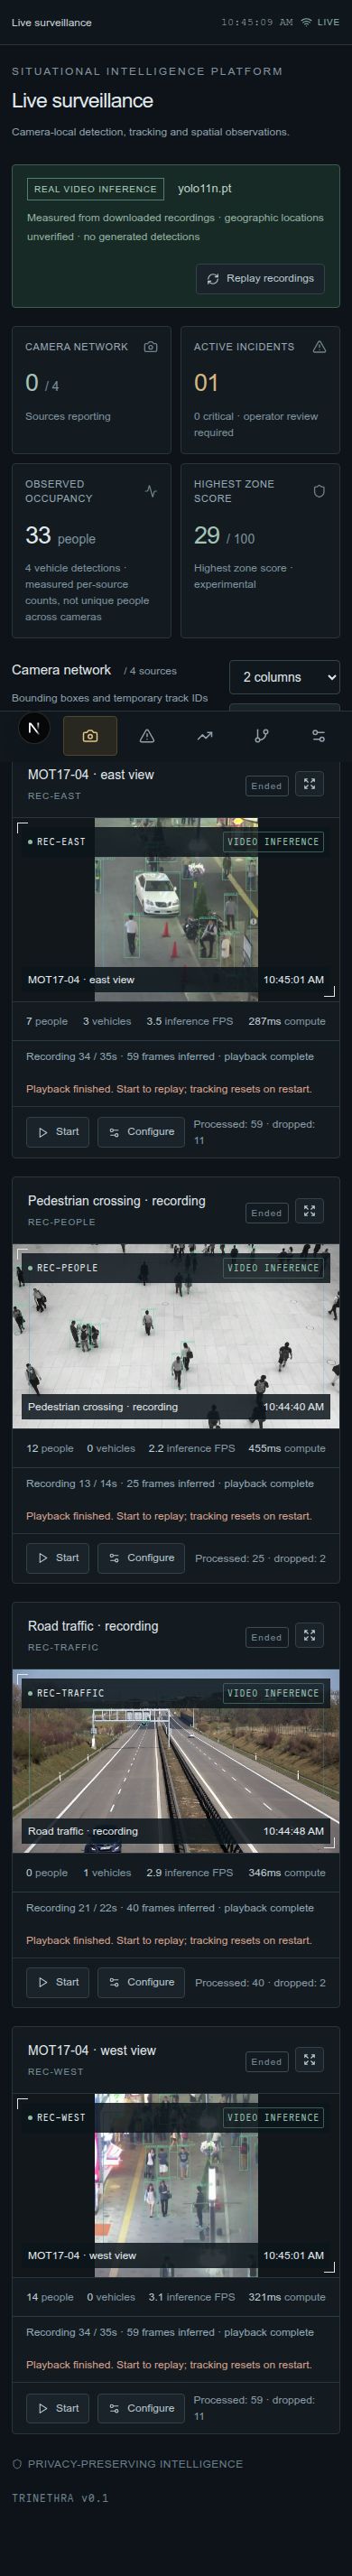 Live surveillance
10:45:09 AM LIVE
SITUATIONAL INTELLIGENCE PLATFORM
Live surveillance
Camera-local detection, tracking and spatial observations.
REAL VIDEO INFERENCE yolo11n.pt
Measured from downloaded recordings · geographic locations
unverified · no generated detections
Replay recordings
CAMERA NETWORK
0 / 4
Sources reporting
ACTIVE INCIDENTS
01
0 critical · operator review
required
OBSERVED
OCCUPANCY
33 people
4 vehicle detections ·
measured per-source
counts, not unique people
across cameras
HIGHEST ZONE
SCORE
29 / 100
Highest zone score ·
experimental
Camera network / 4 sources
2 columns
Bounding boxes and temporary track IDs
N
MOT17-04 · east view
REC-EAST
Ended
REC-EAST
VIDEO INFERENCE
MOT17-04 · east view
10:45:01 AM
7 people 3 vehicles 3.5 inference FPS 287ms compute
Recording 34 / 35s · 59 frames inferred · playback complete
Playback finished. Start to replay; tracking resets on restart.
Start
Configure
Processed: 59 · dropped:
11
Pedestrian crossing · recording
REC-PEOPLE
Ended
REC-PEOPLE
VIDEO INFERENCE
Pedestrian crossing · recording
10:44:40 AM
12 people 0 vehicles 2.2 inference FPS 455ms compute
Recording 13 / 14s · 25 frames inferred · playback complete
Playback finished. Start to replay; tracking resets on restart.
Start
Configure
Processed: 25 · dropped: 2
Road traffic · recording
REC-TRAFFIC
Ended
REC-TRAFFIC
VIDEO INFERENCE
Road traffic · recording
10:44:48 AM
0 people 1 vehicles 2.9 inference FPS 346ms compute
Recording 21 / 22s · 40 frames inferred · playback complete
Playback finished. Start to replay; tracking resets on restart.
Start
Configure
Processed: 40 · dropped: 2
MOT17-04 · west view
REC-WEST
Ended
REC-WEST
VIDEO INFERENCE
MOT17-04 · west view
10:45:01 AM
14 people 0 vehicles 3.1 inference FPS 321ms compute
Recording 34 / 35s · 59 frames inferred · playback complete
Playback finished. Start to replay; tracking resets on restart.
Start
Configure
Processed: 59 · dropped:
11
PRIVACY-PRESERVING INTELLIGENCE
TRINETHRA v0.1